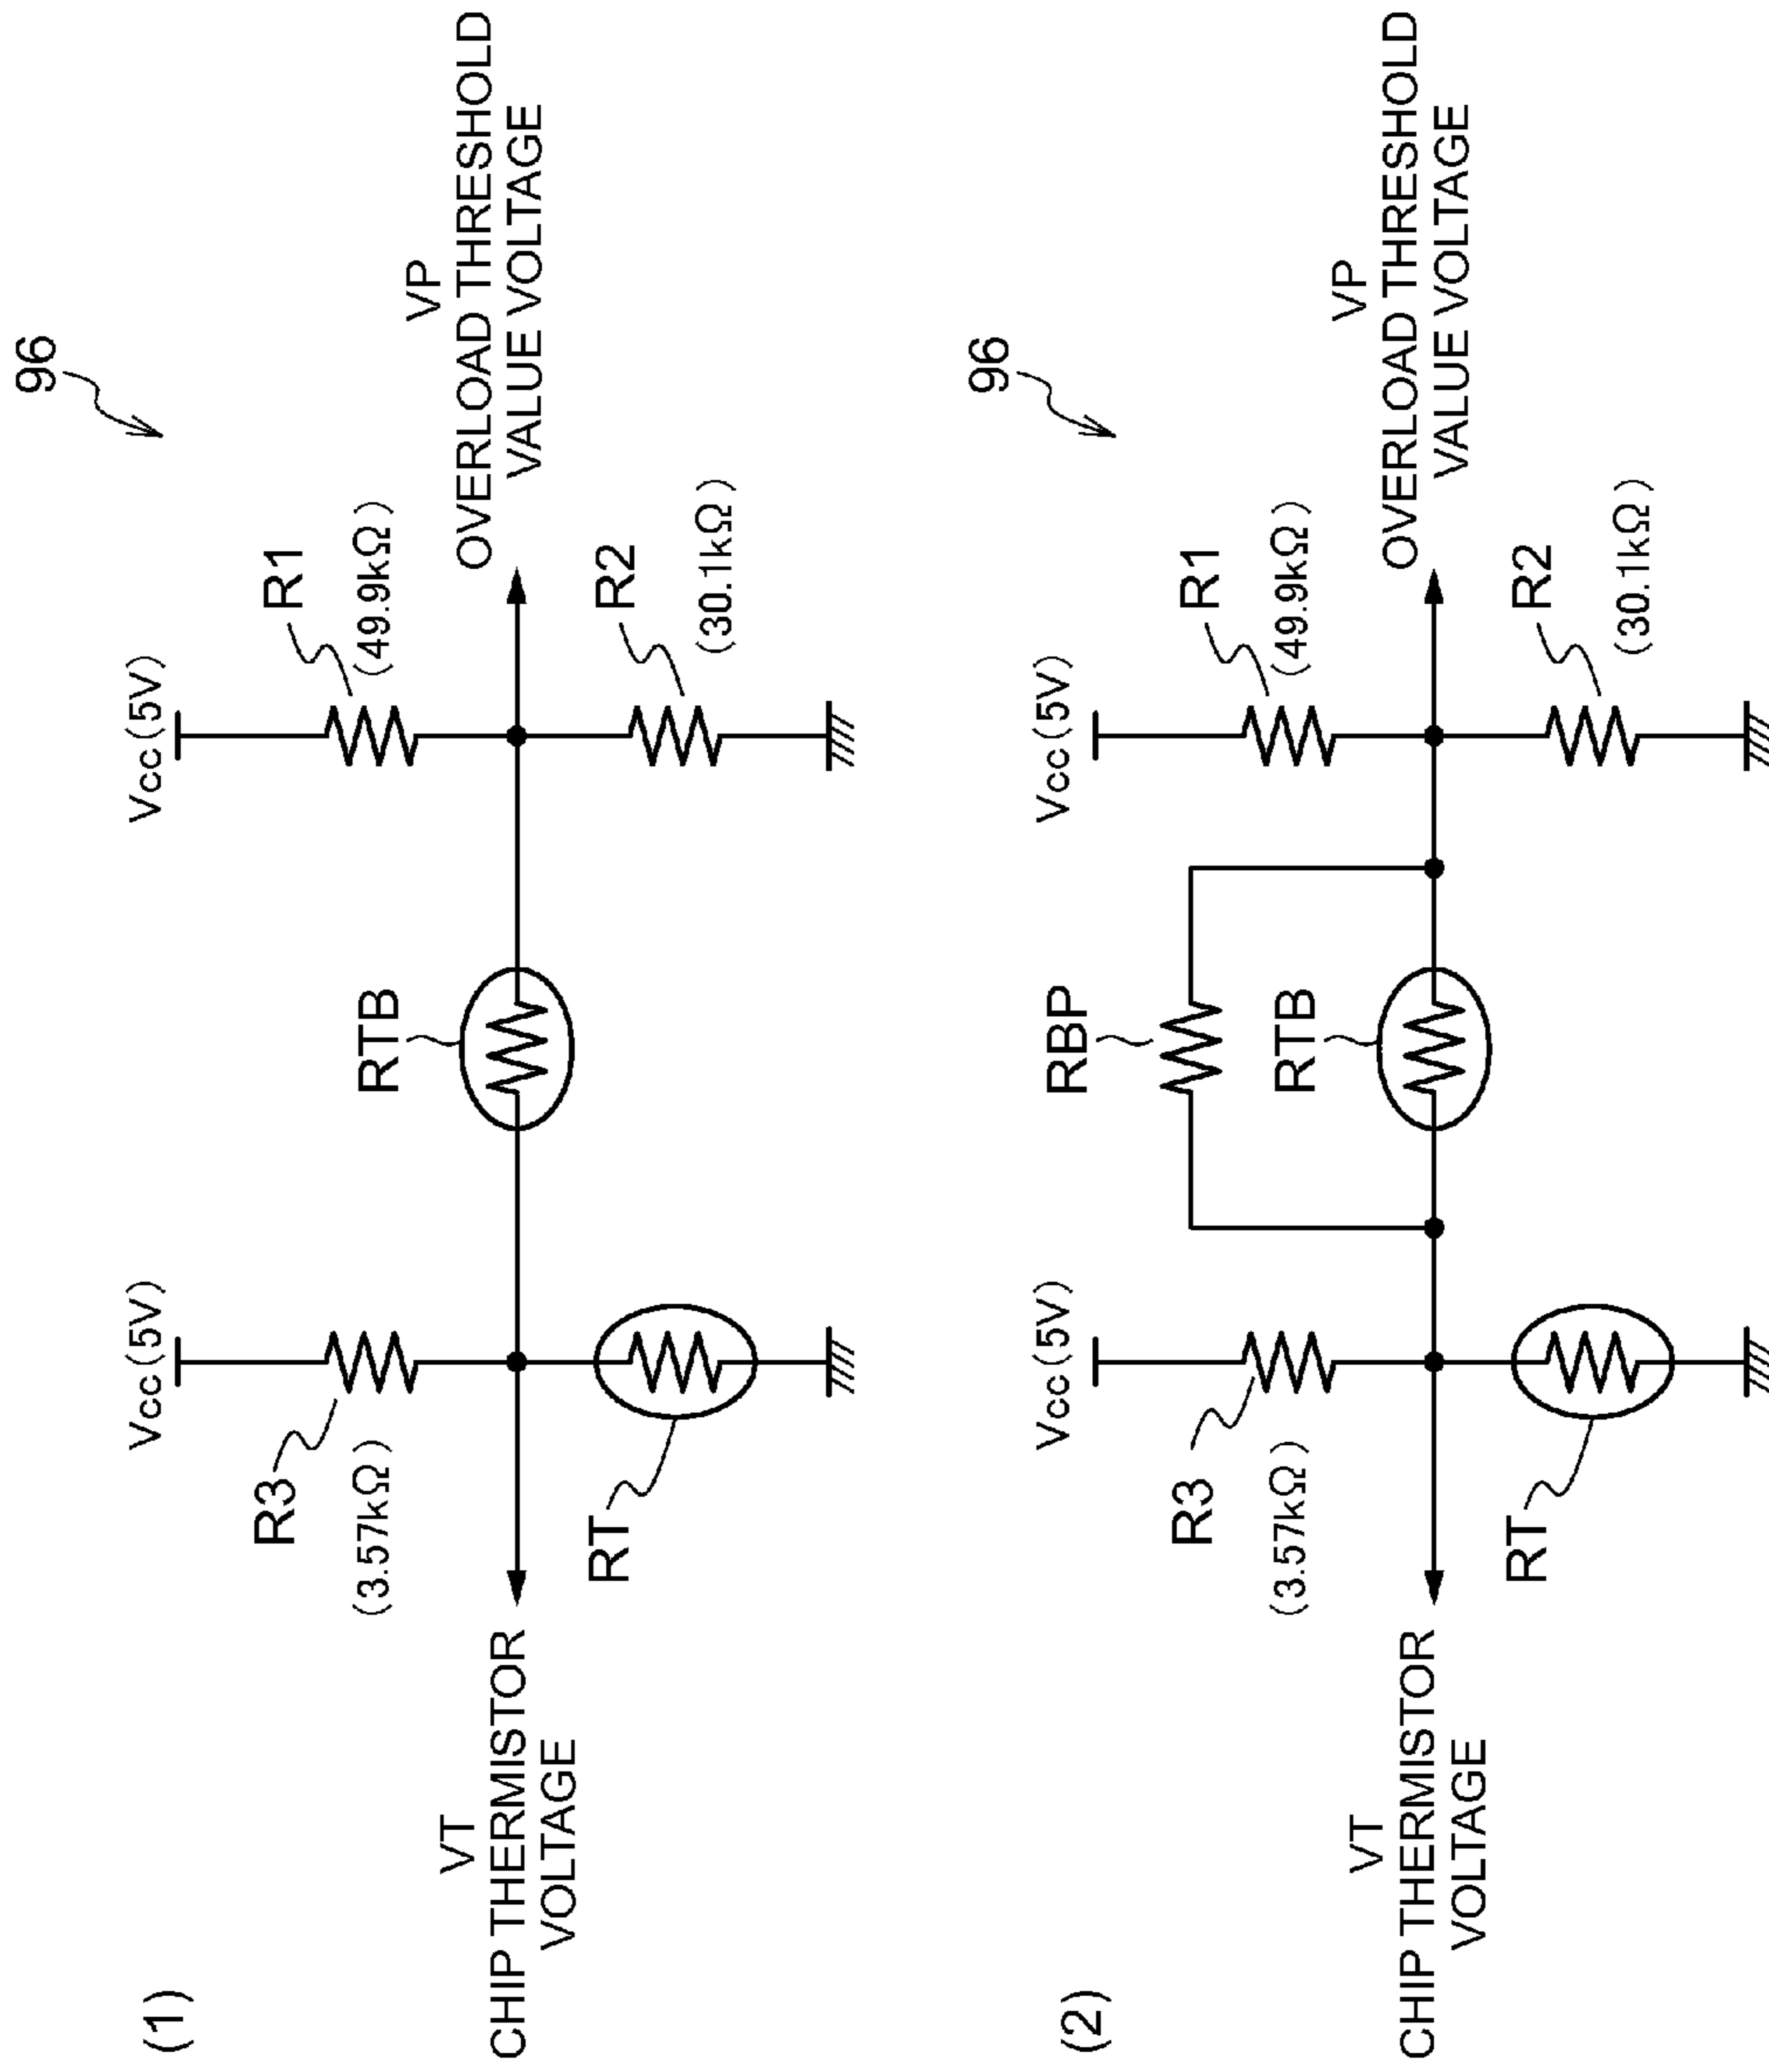 (1)
96
Vcc(5V)
Vcc(5V)
R3
(3.57kΩ)
RTB
R1
(49.9kΩ)
VT
CHIP THERMISTOR
VOLTAGE
VP
OVERLOAD THRESHOLD
VALUE VOLTAGE
RT
R2
(30.1kΩ)
(2)
96
Vcc(5V)
Vcc(5V)
RBP
R3
(3.57kΩ)
RTB
R1
(49.9kΩ)
VT
CHIP THERMISTOR
VOLTAGE
VP
OVERLOAD THRESHOLD
VALUE VOLTAGE
RT
R2
(30.1kΩ)